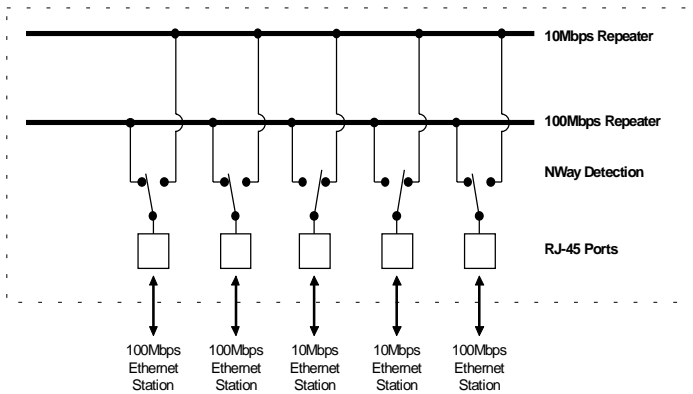 10Mbps Repeater
100Mbps Repeater
NWay Detection
RJ-45 Ports
100Mbps
Ethernet
Station
100Mbps
Ethernet
Station
10Mbps
Ethernet
Station
10Mbps
Ethernet
Station
100Mbps
Ethernet
Station